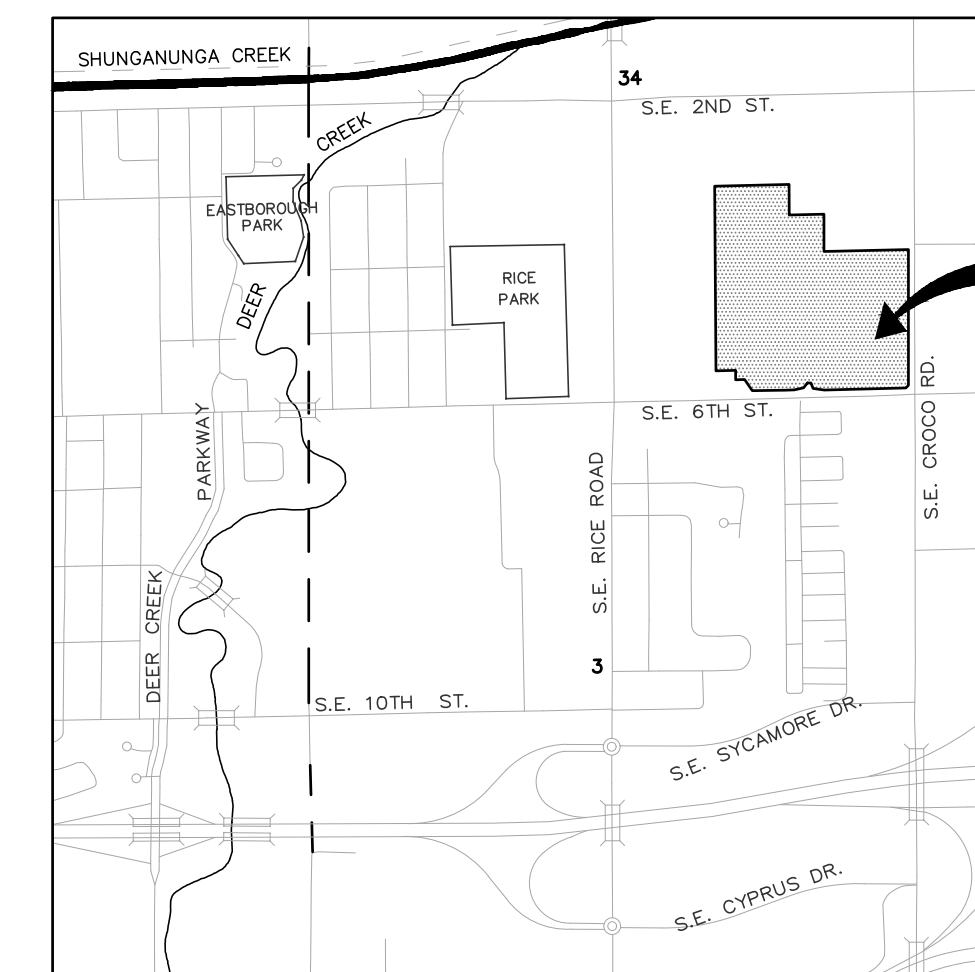 SHUNGANUNGA CREEK
34
S.E. 2ND ST.
CREEK
EASTBOROUGH
PARK
RICE
PARK
DEER
S.E. 6TH ST.
PARKWAY
S.E. CROCO RD.
S.E. RICE ROAD
DEER CREEK
3
S.E. 10TH ST.
S.E. SYCAMORE DR.
S.E. CYPRUS DR.